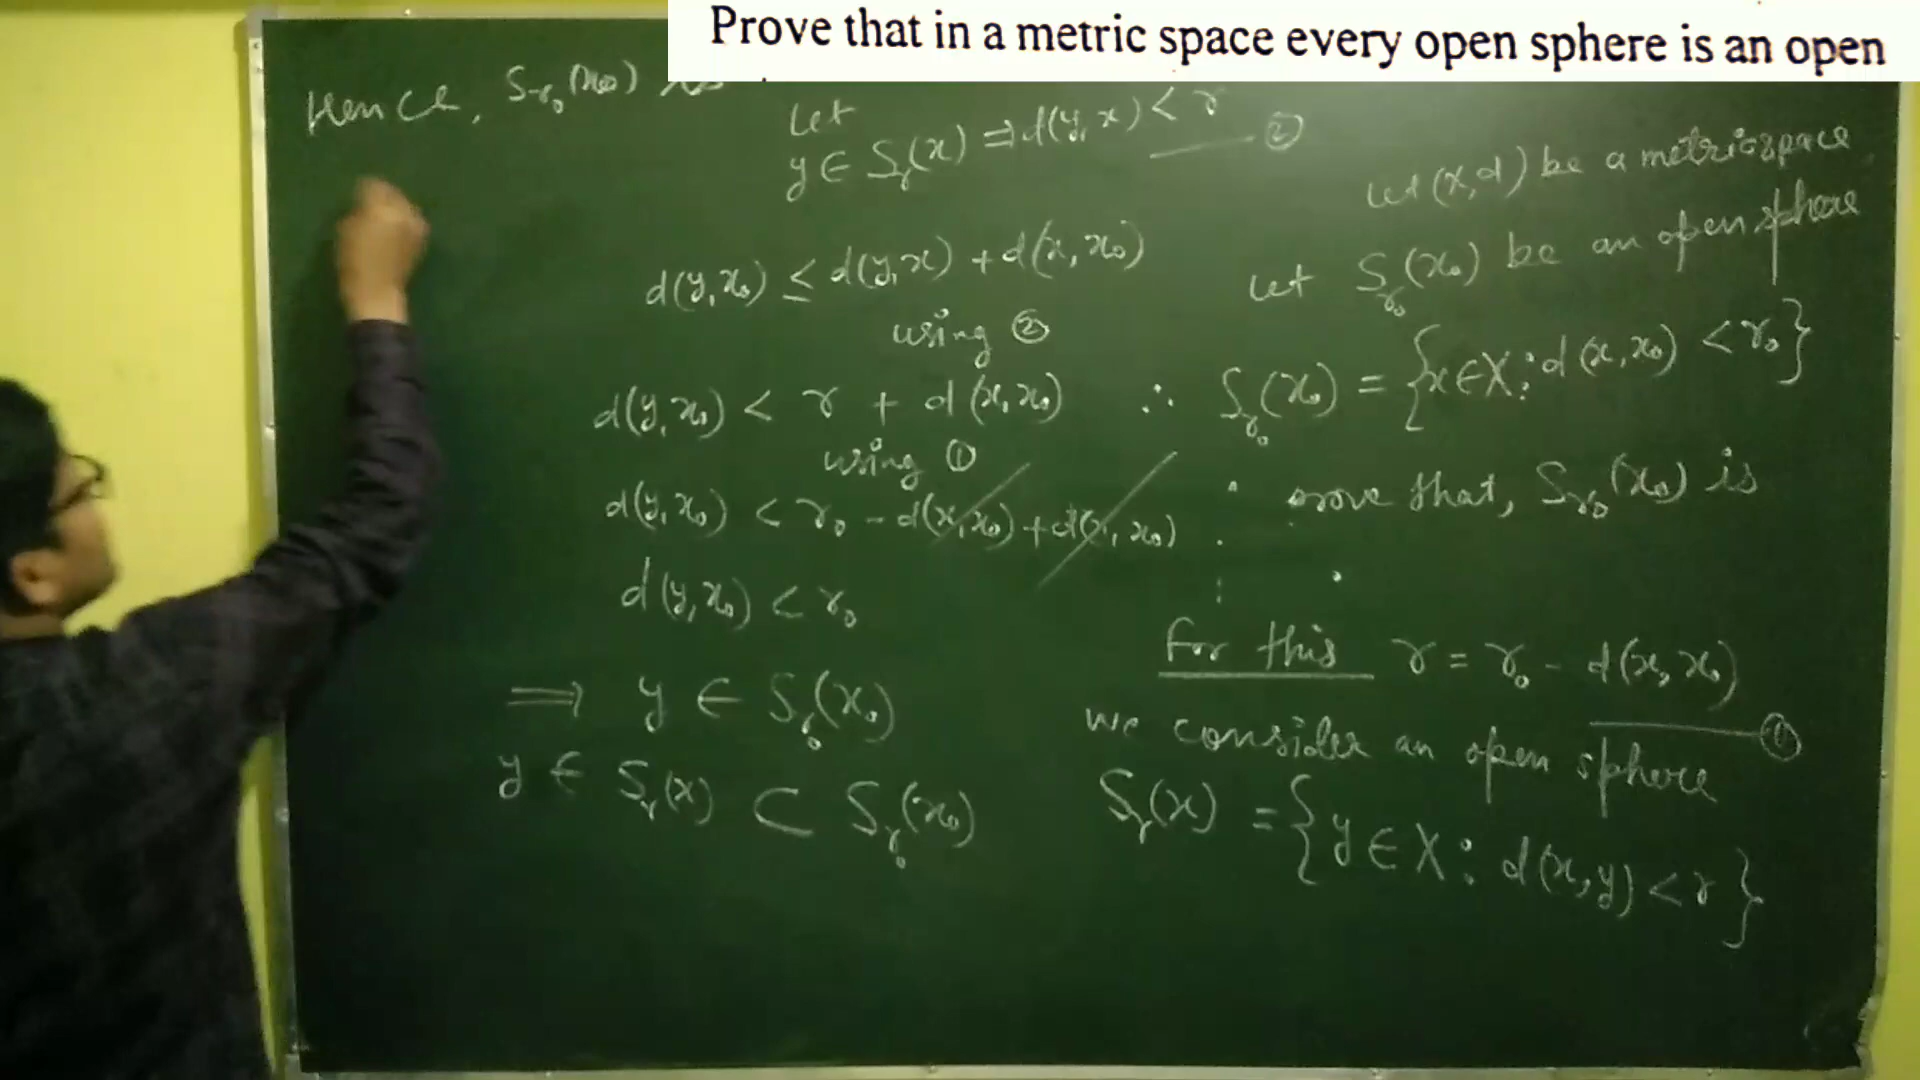 Prove that in a metric space every open sphere is an open
Let (X,d) be a metric space
Let S_{r₀}(x₀) be an open sphere
∴ S_{r₀}(x₀) = {x∈X : d(x,x₀) < r₀}
prove that, S_{r₀}(x₀) is
For this r = r₀ - d(x,x₀)
①
we consider an open sphere
S_r(x) = {y∈X : d(x,y) < r}
Let
y ∈ S_r(x) ⇒ d(y,x) < r
②
d(y,x₀) ≤ d(y,x) + d(x,x₀)
using ②
d(y,x₀) < r + d(x,x₀)
using ①
d(y,x₀) < r₀ - d(x,x₀) + d(x,x₀)
d(y,x₀) < r₀
⇒ y ∈ S_{r₀}(x₀)
y ∈ S_r(x) ⊂ S_{r₀}(x₀)
Hence, S_{r₀}(x₀)